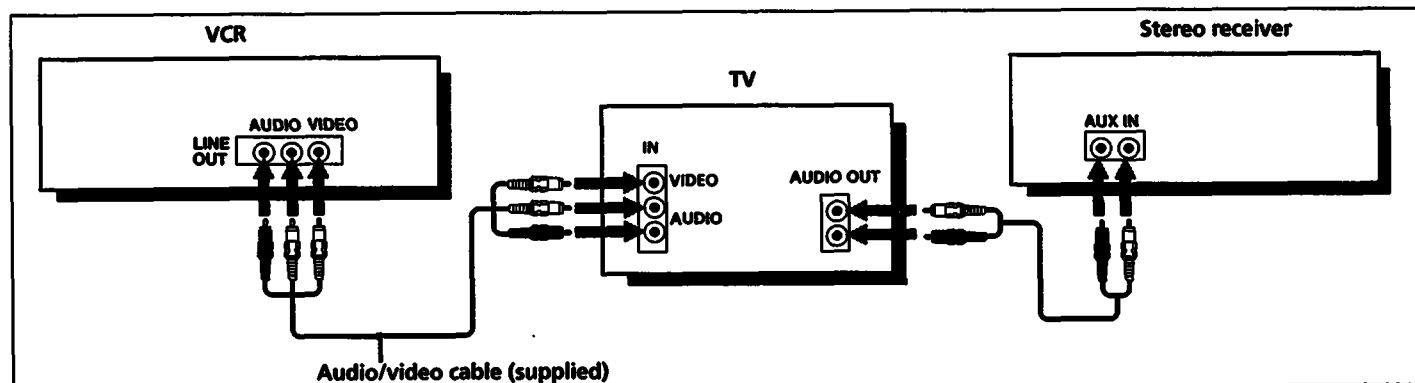 VCR
AUDIO VIDEO
LINE
OUT
TV
IN
VIDEO
AUDIO
AUDIO OUT
Stereo receiver
AUX IN
Audio/video cable (supplied)